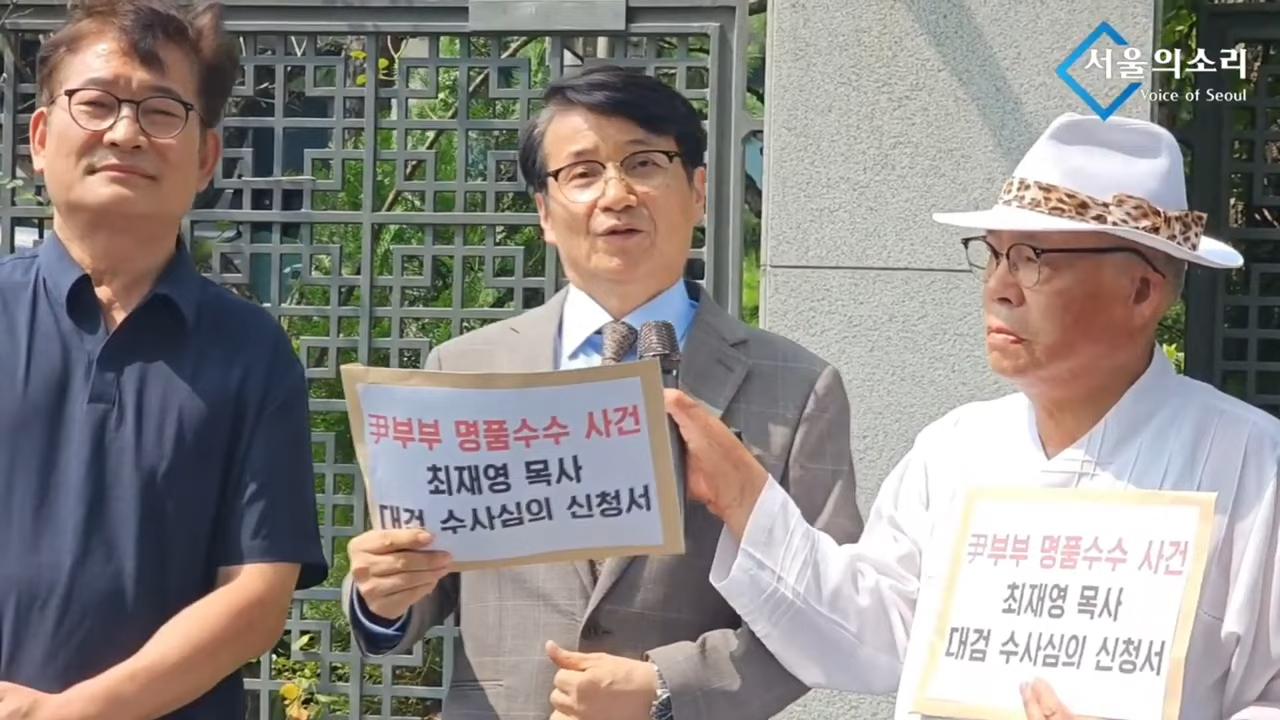 서울의소리
Voice of Seoul
尹부부 명품수수 사건
최재영 목사
대검 수사심의 신청서
尹부부 명품수수 사건
최재영 목사
대검 수사심의 신청서